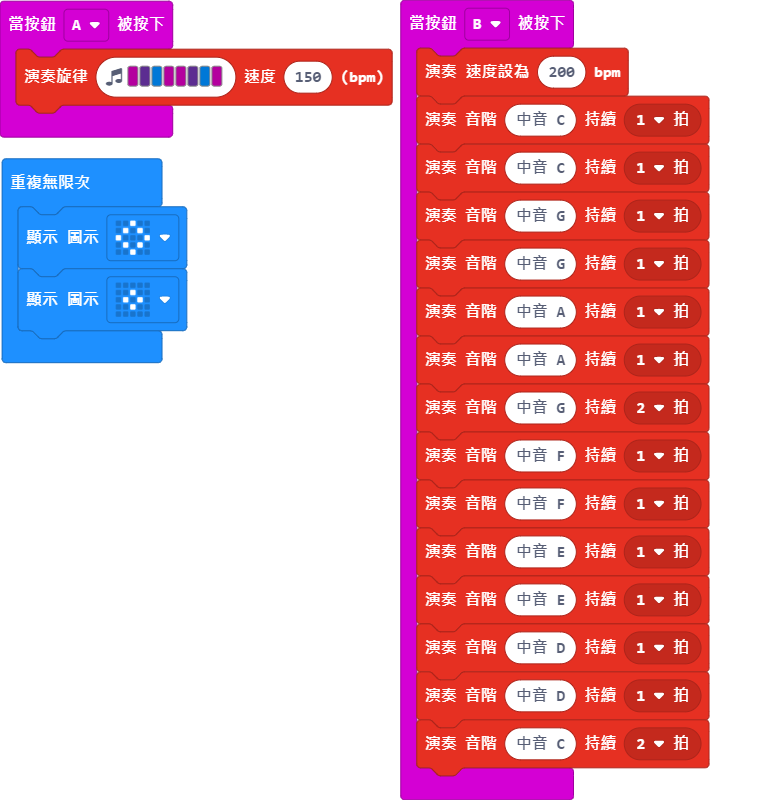 當按鈕 A 被按下
演奏旋律 速度 150 (bpm)
重複無限次
顯示 圖示
顯示 圖示
當按鈕 B 被按下
演奏 速度設為 200 bpm
演奏 音階 中音 C 持續 1 拍
演奏 音階 中音 C 持續 1 拍
演奏 音階 中音 G 持續 1 拍
演奏 音階 中音 G 持續 1 拍
演奏 音階 中音 A 持續 1 拍
演奏 音階 中音 A 持續 1 拍
演奏 音階 中音 G 持續 2 拍
演奏 音階 中音 F 持續 1 拍
演奏 音階 中音 F 持續 1 拍
演奏 音階 中音 E 持續 1 拍
演奏 音階 中音 E 持續 1 拍
演奏 音階 中音 D 持續 1 拍
演奏 音階 中音 D 持續 1 拍
演奏 音階 中音 C 持續 2 拍